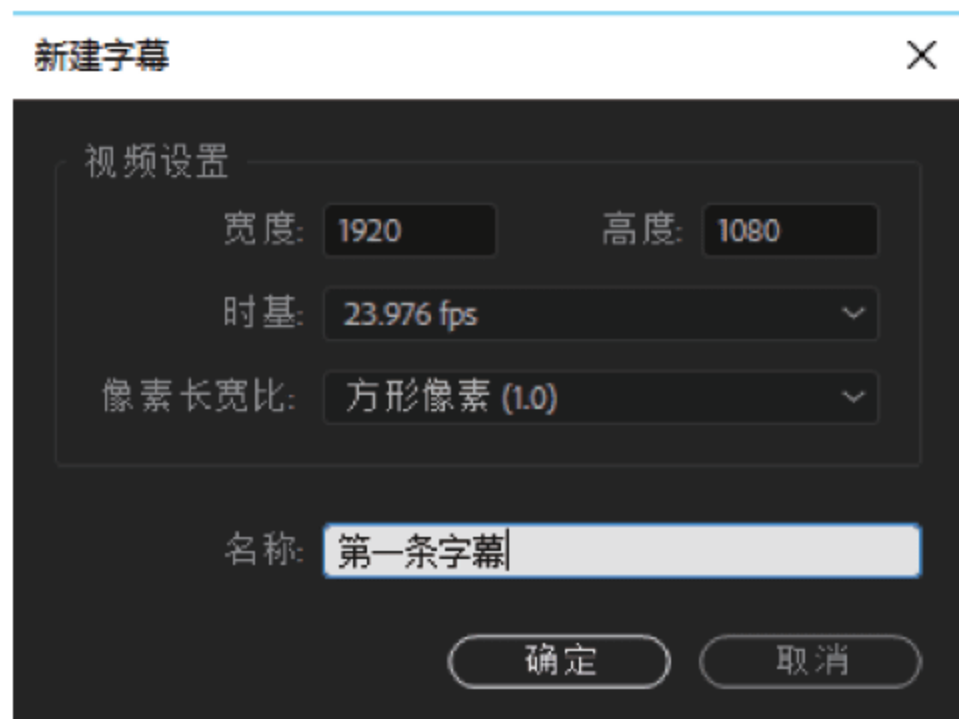 新建字幕
视频设置
宽度: 1920 高度: 1080
时基: 23.976 fps
像素长宽比: 方形像素 (1.0)
名称: 第一条字幕
确定 取消